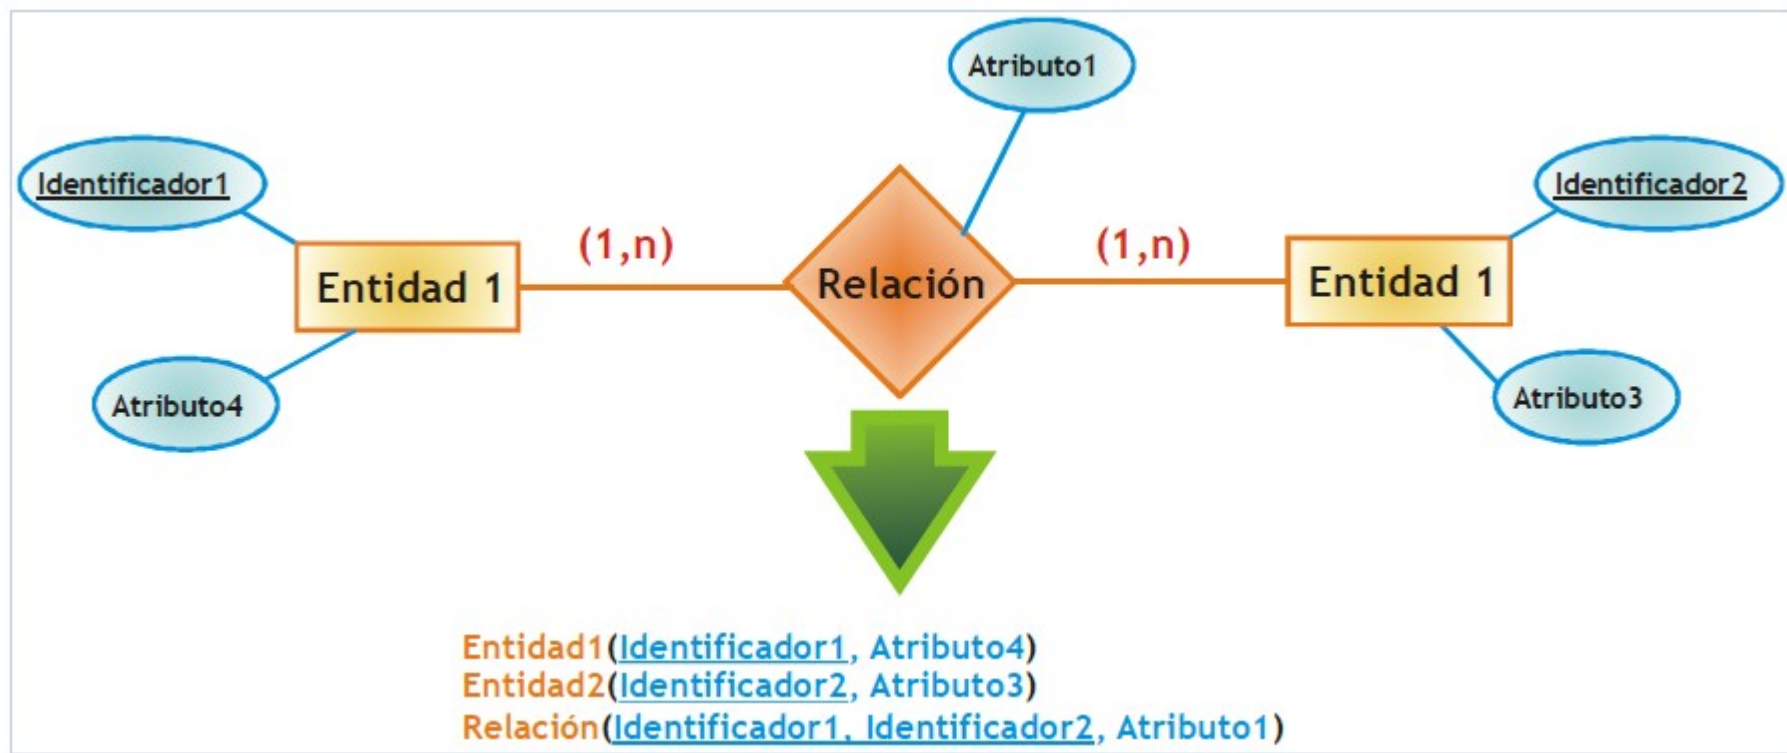 Atributo1
Identificador1
Identificador2
(1,n)
(1,n)
Entidad 1
Relación
Entidad 1
Atributo4
Atributo3
Entidad1(Identificador1, Atributo4)
Entidad2(Identificador2, Atributo3)
Relación(Identificador1, Identificador2, Atributo1)